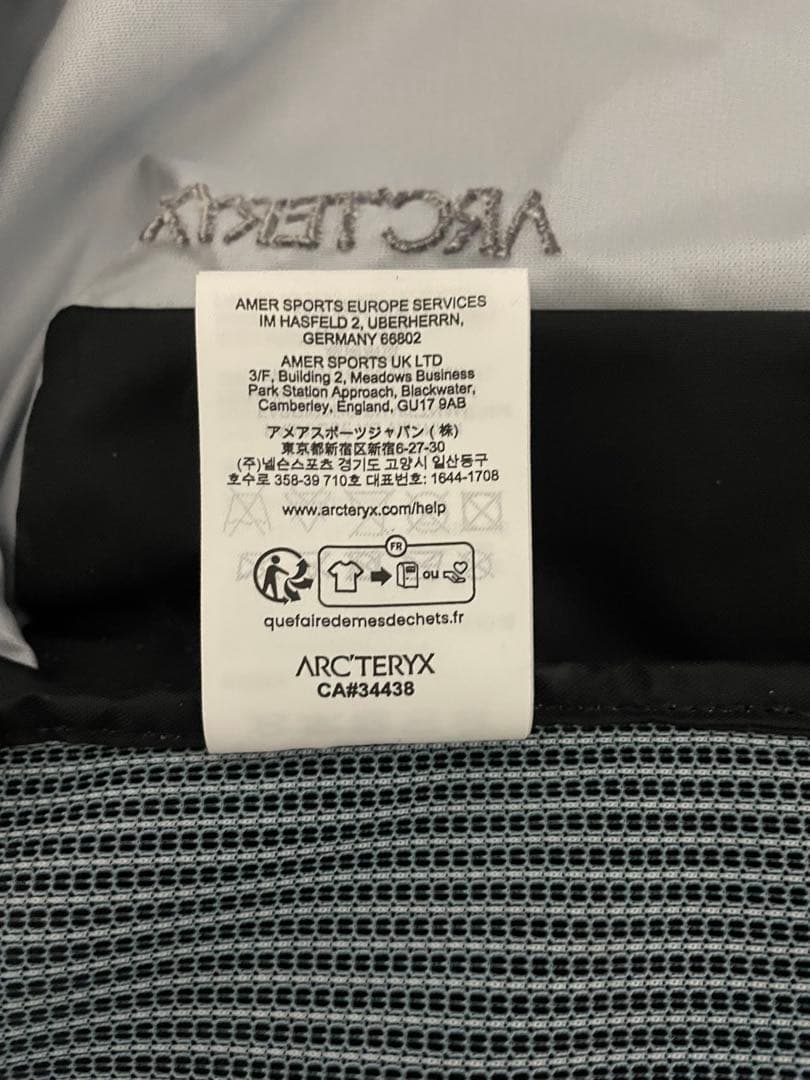 ARC'TERYX
AMER SPORTS EUROPE SERVICES
IM HASFELD 2, UBERHERRN,
GERMANY 66802
AMER SPORTS UK LTD
3/F, Building 2, Meadows Business
Park Station Approach, Blackwater,
Camberley, England, GU17 9AB
アメアスポーツジャパン (株)
東京都新宿区新宿6-27-30
(주)넬슨스포츠 경기도 고양시 일산동구
호수로 358-39 710호 대표번호: 1644-1708
www.arcteryx.com/help
FR
ou
quefairedemesdechets.fr
ARC'TERYX
CA#34438